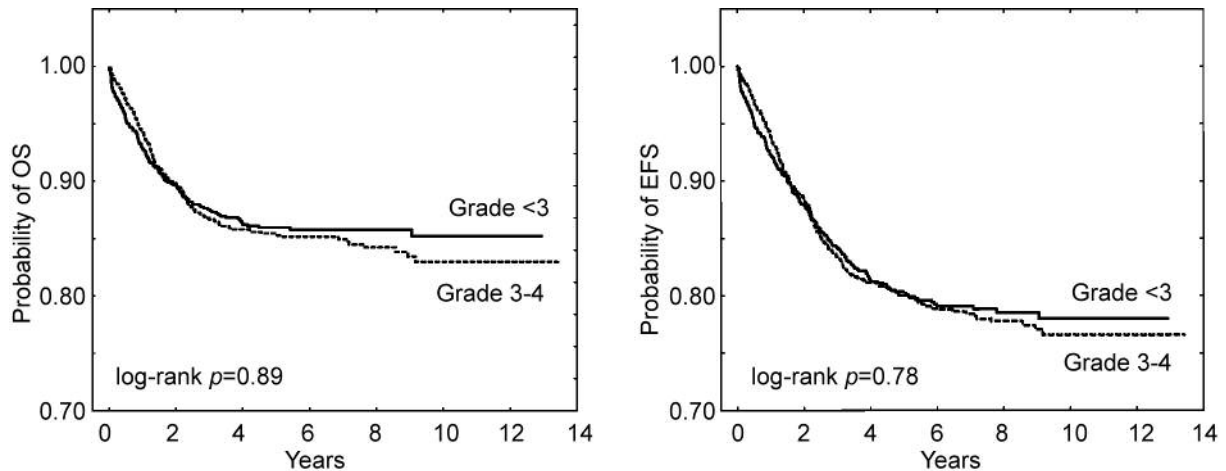 Probability of OS
1.00
0.90
0.80
0.70
Grade <3
Grade 3-4
log-rank p=0.89
0 2 4 6 8 10 12 14
Years
Probability of EFS
1.00
0.90
0.80
0.70
Grade <3
Grade 3-4
log-rank p=0.78
0 2 4 6 8 10 12 14
Years